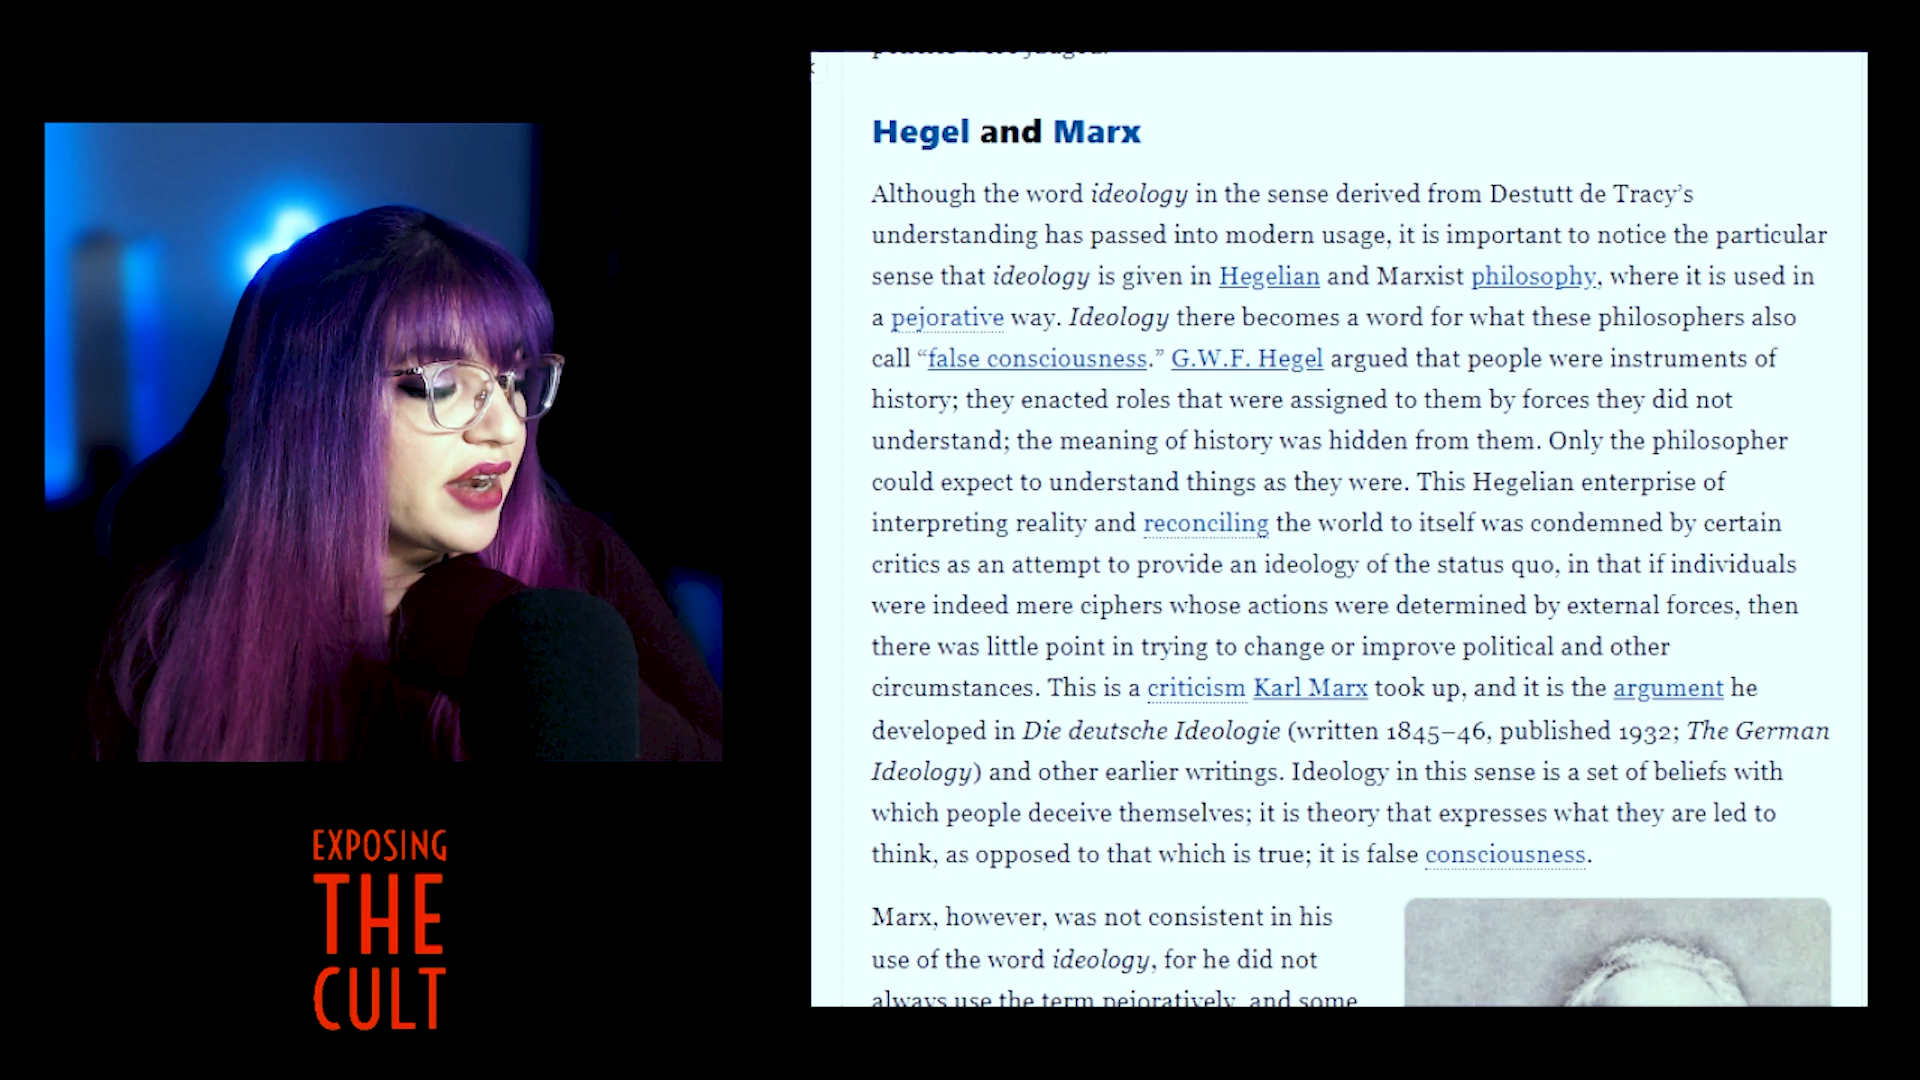 Hegel and Marx
Although the word ideology in the sense derived from Destutt de Tracy’s
understanding has passed into modern usage, it is important to notice the particular
sense that ideology is given in Hegelian and Marxist philosophy, where it is used in
a pejorative way. Ideology there becomes a word for what these philosophers also
call “false consciousness.” G.W.F. Hegel argued that people were instruments of
history; they enacted roles that were assigned to them by forces they did not
understand; the meaning of history was hidden from them. Only the philosopher
could expect to understand things as they were. This Hegelian enterprise of
interpreting reality and reconciling the world to itself was condemned by certain
critics as an attempt to provide an ideology of the status quo, in that if individuals
were indeed mere ciphers whose actions were determined by external forces, then
there was little point in trying to change or improve political and other
circumstances. This is a criticism Karl Marx took up, and it is the argument he
developed in Die deutsche Ideologie (written 1845–46, published 1932; The German
Ideology) and other earlier writings. Ideology in this sense is a set of beliefs with
which people deceive themselves; it is theory that expresses what they are led to
think, as opposed to that which is true; it is false consciousness.
Marx, however, was not consistent in his
use of the word ideology, for he did not
always use the term pejoratively, and some
EXPOSING
THE
CULT